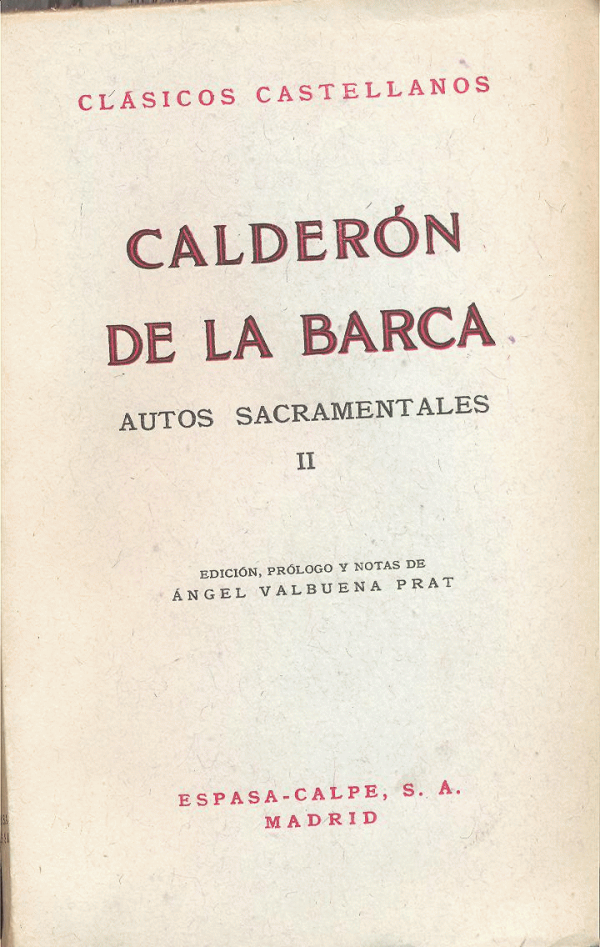 CLÁSICOS CASTELLANOS
CALDERÓN
DE LA BARCA
AUTOS SACRAMENTALES
II
EDICIÓN, PRÓLOGO Y NOTAS DE
ÁNGEL VALBUENA PRAT
ESPASA-CALPE, S. A.
MADRID